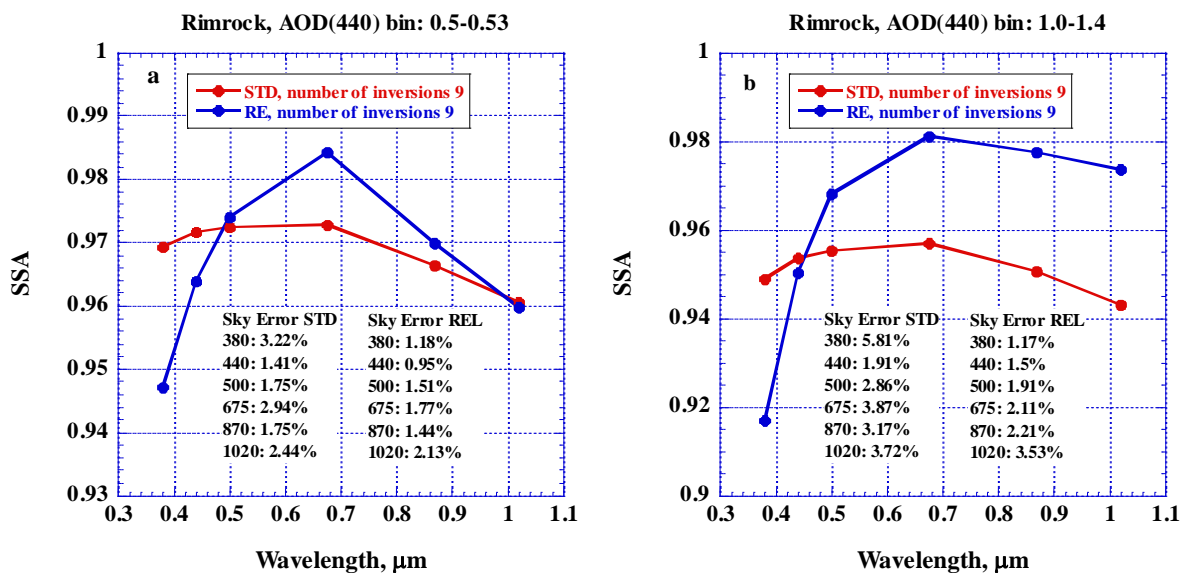 Rimrock, AOD(440) bin: 0.5-0.53
a
STD, number of inversions 9
RE, number of inversions 9
1
0.99
0.98
0.97
0.96
0.95
0.94
0.93
SSA
Sky Error STD
380: 3.22%
440: 1.41%
500: 1.75%
675: 2.94%
870: 1.75%
1020: 2.44%
Sky Error REL
380: 1.18%
440: 0.95%
500: 1.51%
675: 1.77%
870: 1.44%
1020: 2.13%
0.3 0.4 0.5 0.6 0.7 0.8 0.9 1 1.1
Wavelength, μm
Rimrock, AOD(440) bin: 1.0-1.4
b
STD, number of inversions 9
RE, number of inversions 9
1
0.98
0.96
0.94
0.92
0.9
SSA
Sky Error STD
380: 5.81%
440: 1.91%
500: 2.86%
675: 3.87%
870: 3.17%
1020: 3.72%
Sky Error REL
380: 1.17%
440: 1.5%
500: 1.91%
675: 2.11%
870: 2.21%
1020: 3.53%
0.3 0.4 0.5 0.6 0.7 0.8 0.9 1 1.1
Wavelength, μm